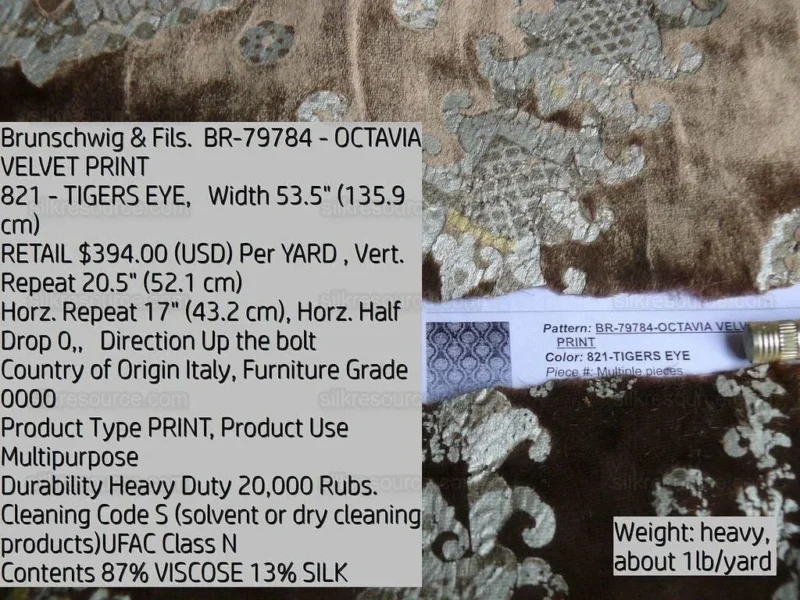 Brunschwig & Fils. BR-79784 - OCTAVIA
VELVET PRINT
821 - TIGERS EYE, Width 53.5" (135.9
cm)
RETAIL $394.00 (USD) Per YARD , Vert.
Repeat 20.5" (52.1 cm)
Horz. Repeat 17" (43.2 cm), Horz. Half
Drop 0,, Direction Up the bolt
Country of Origin Italy, Furniture Grade
0000
Product Type PRINT, Product Use
Multipurpose
Durability Heavy Duty 20,000 Rubs.
Cleaning Code S (solvent or dry cleaning
products)UFAC Class N
Contents 87% VISCOSE 13% SILK
Pattern: BR-79784-OCTAVIA VELV
PRINT
Color: 821-TIGERS EYE
Piece #: Multiple pieces
Weight: heavy,
about 1lb/yard
silkresource.com